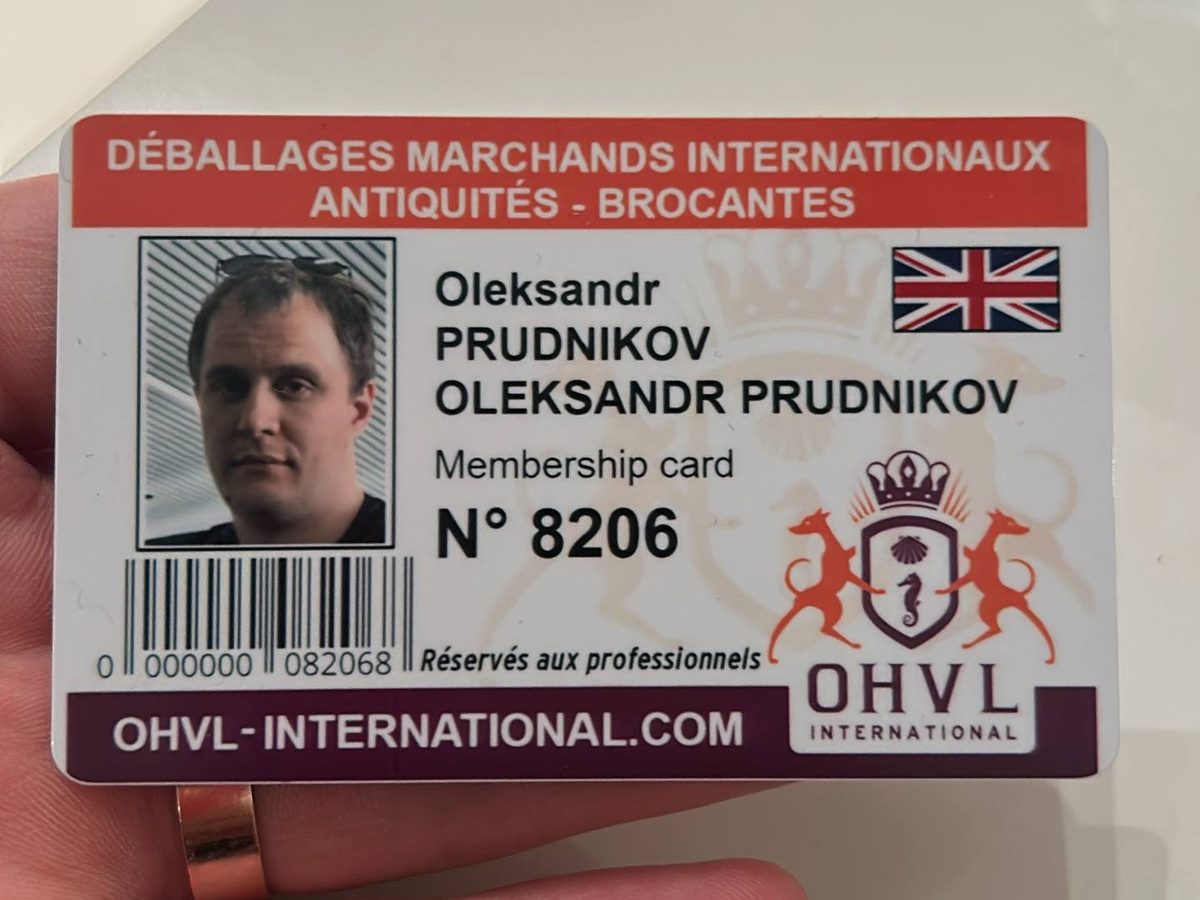 DÉBALLAGES MARCHANDS INTERNATIONAUX
ANTIQUITÉS - BROCANTES
Oleksandr
PRUDNIKOV
OLEKSANDR PRUDNIKOV
Membership card
N° 8206
0 000000 082068
Réservés aux professionnels
OHVL
INTERNATIONAL
OHVL-INTERNATIONAL.COM